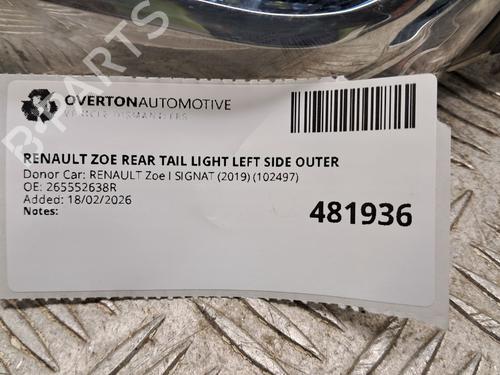 OVERTONAUTOMOTIVE
VEHICLE DISMANTLERS
RENAULT ZOE REAR TAIL LIGHT LEFT SIDE OUTER
Donor Car: RENAULT Zoe I SIGNAT (2019) (102497)
OE: 265552638R
Added: 18/02/2026
Notes:
481936
B-PARTS